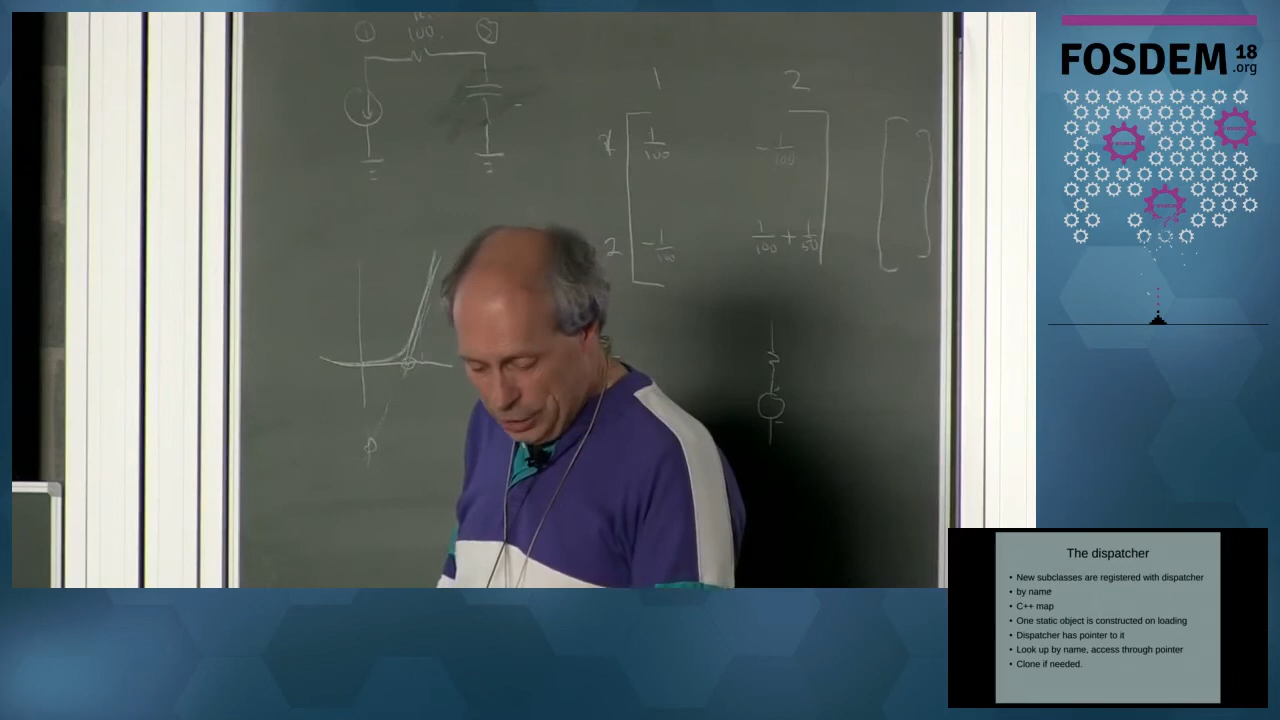 100.
1
2
1
1/100
- 1/100
2
- 1/100
1/100 + 1/50
FOSDEM 18
.org
The dispatcher
• New subclasses are registered with dispatcher
• by name
• C++ map
• One static object is constructed on loading
• Dispatcher has pointer to it
• Look up by name, access through pointer
• Clone if needed.